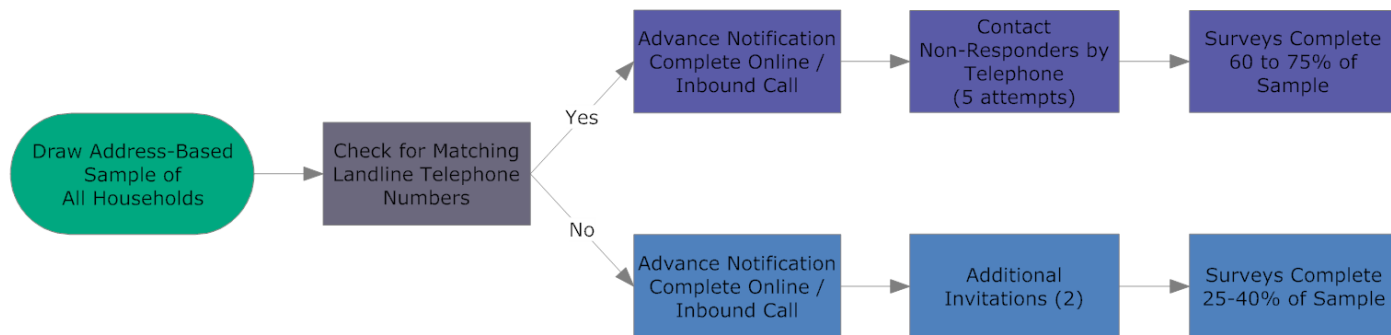 Draw Address-Based
Sample of
All Households
Check for Matching
Landline Telephone
Numbers
Yes
Advance Notification
Complete Online /
Inbound Call
Contact
Non-Responders by
Telephone
(5 attempts)
Surveys Complete
60 to 75% of
Sample
No
Advance Notification
Complete Online /
Inbound Call
Additional
Invitations (2)
Surveys Complete
25-40% of Sample